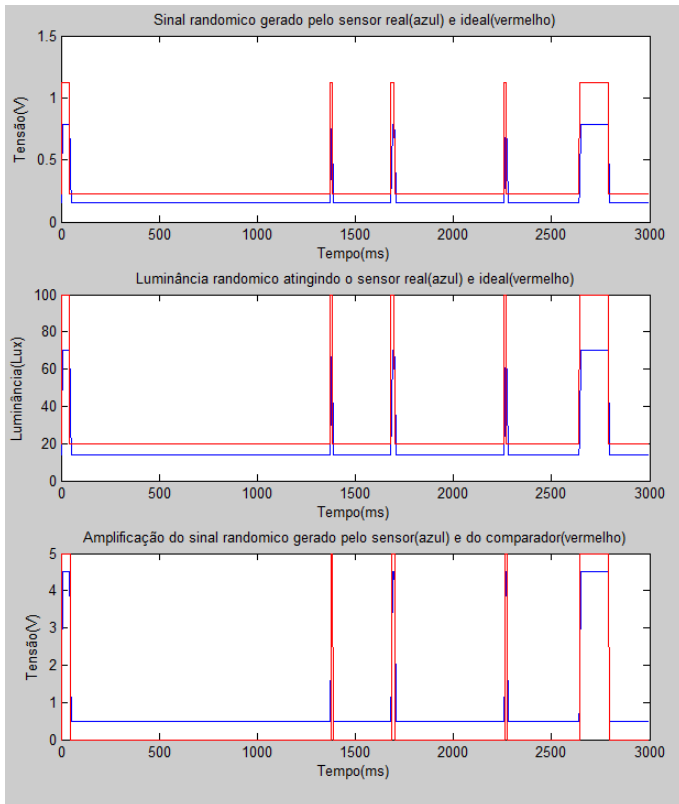 Sinal randomico gerado pelo sensor real(azul) e ideal(vermelho)
1.5
1
0.5
0
Tensão(V)
0 500 1000 1500 2000 2500 3000
Tempo(ms)
Luminância randomico atingindo o sensor real(azul) e ideal(vermelho)
100
80
60
40
20
0
Luminância(Lux)
0 500 1000 1500 2000 2500 3000
Tempo(ms)
Amplificação do sinal randomico gerado pelo sensor(azul) e do comparador(vermelho)
5
4
3
2
1
0
Tensão(V)
0 500 1000 1500 2000 2500 3000
Tempo(ms)